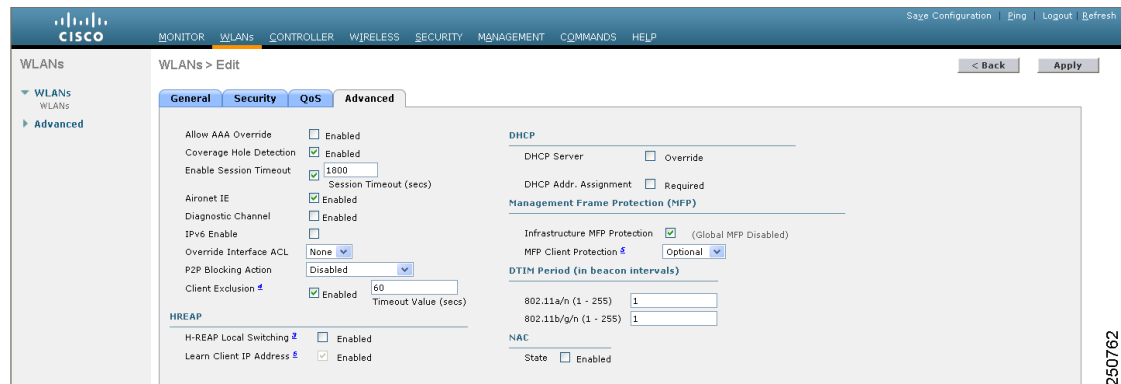 Save Configuration | Ping | Logout | Refresh
CISCO
MONITOR WLANs CONTROLLER WIRELESS SECURITY MANAGEMENT COMMANDS HELP
WLANs
WLANs > Edit
< Back
Apply
WLANs
WLANs
Advanced
General Security QoS Advanced
Allow AAA Override Enabled
Coverage Hole Detection Enabled
Enable Session Timeout 1800
Session Timeout (secs)
Aironet IE Enabled
Diagnostic Channel Enabled
IPv6 Enable
Override Interface ACL None
P2P Blocking Action Disabled
Client Exclusion 4 Enabled 60
Timeout Value (secs)
HREAP
H-REAP Local Switching 2 Enabled
Learn Client IP Address 5 Enabled
DHCP
DHCP Server Override
DHCP Addr. Assignment Required
Management Frame Protection (MFP)
Infrastructure MFP Protection (Global MFP Disabled)
MFP Client Protection 5 Optional
DTIM Period (in beacon intervals)
802.11a/n (1 - 255) 1
802.11b/g/n (1 - 255) 1
NAC
State Enabled
250762